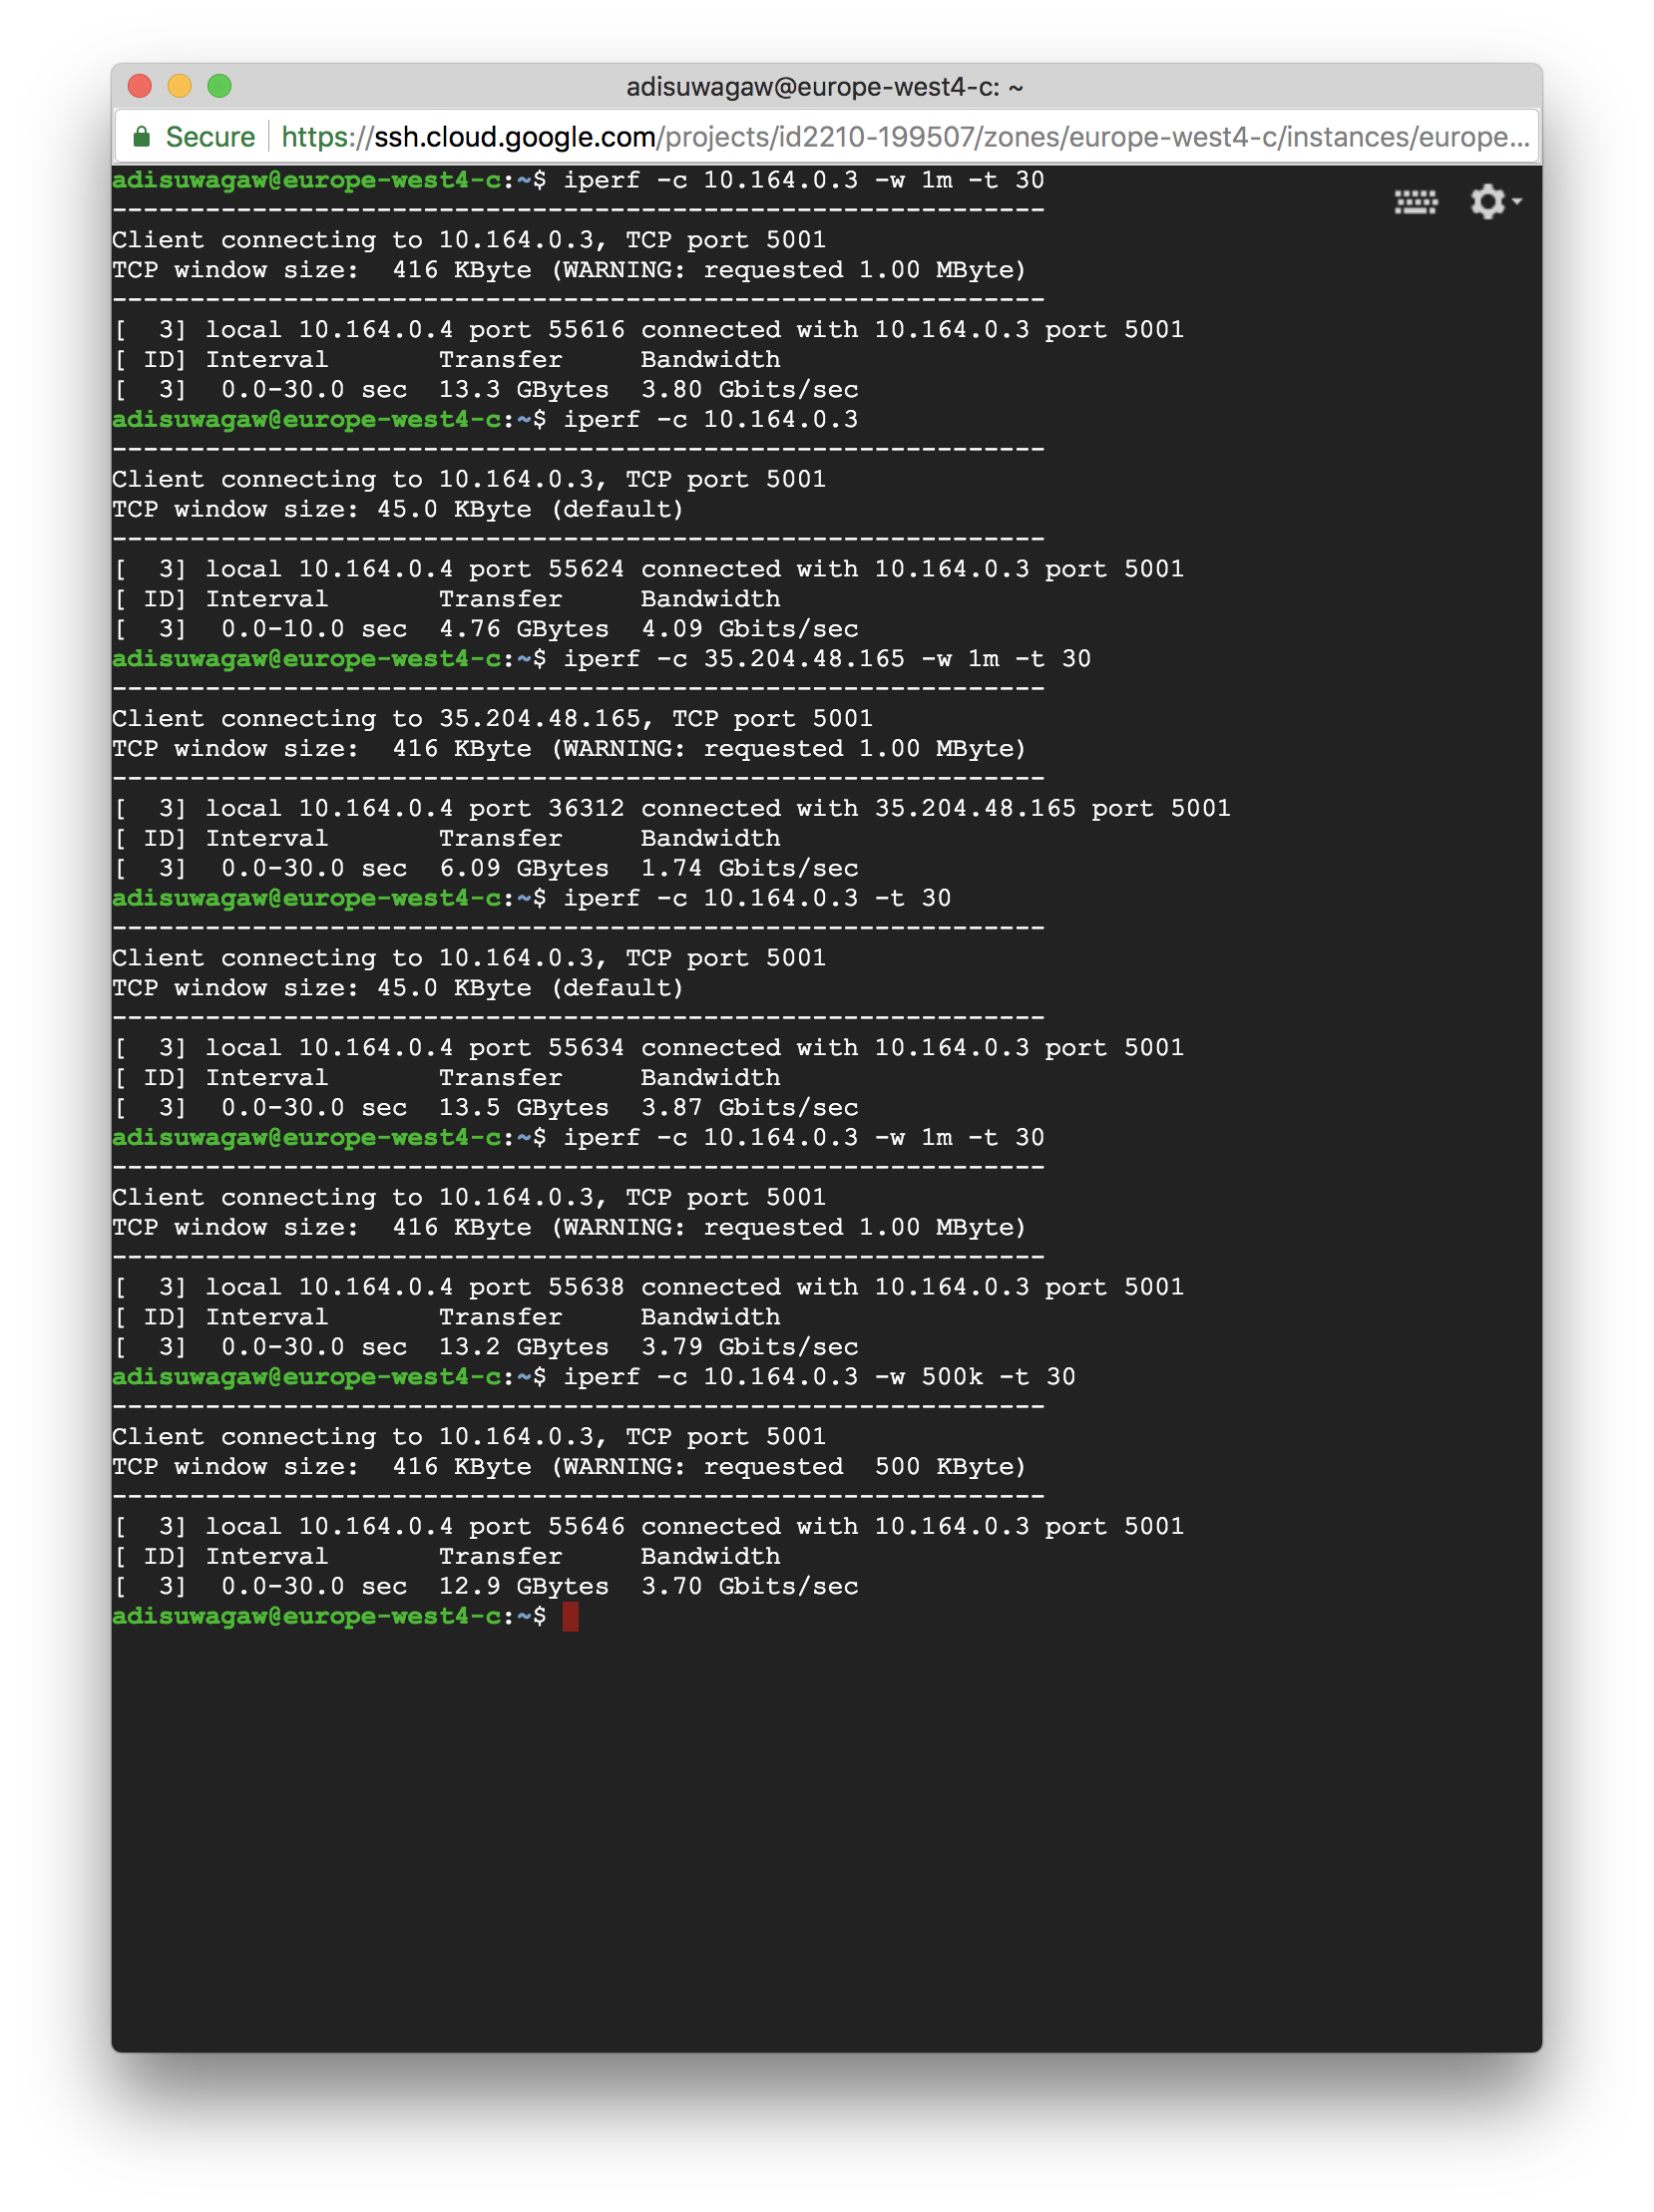 adisuwagaw@europe-west4-c: ~
Secure https://ssh.cloud.google.com/projects/id2210-199507/zones/europe-west4-c/instances/europe...
adisuwagaw@europe-west4-c:~$ iperf -c 10.164.0.3 -w 1m -t 30
------------------------------------------------------------
Client connecting to 10.164.0.3, TCP port 5001
TCP window size:  416 KByte (WARNING: requested 1.00 MByte)
------------------------------------------------------------
[  3] local 10.164.0.4 port 55616 connected with 10.164.0.3 port 5001
[ ID] Interval       Transfer     Bandwidth
[  3]  0.0-30.0 sec  13.3 GBytes  3.80 Gbits/sec
adisuwagaw@europe-west4-c:~$ iperf -c 10.164.0.3
------------------------------------------------------------
Client connecting to 10.164.0.3, TCP port 5001
TCP window size: 45.0 KByte (default)
------------------------------------------------------------
[  3] local 10.164.0.4 port 55624 connected with 10.164.0.3 port 5001
[ ID] Interval       Transfer     Bandwidth
[  3]  0.0-10.0 sec  4.76 GBytes  4.09 Gbits/sec
adisuwagaw@europe-west4-c:~$ iperf -c 35.204.48.165 -w 1m -t 30
------------------------------------------------------------
Client connecting to 35.204.48.165, TCP port 5001
TCP window size:  416 KByte (WARNING: requested 1.00 MByte)
------------------------------------------------------------
[  3] local 10.164.0.4 port 36312 connected with 35.204.48.165 port 5001
[ ID] Interval       Transfer     Bandwidth
[  3]  0.0-30.0 sec  6.09 GBytes  1.74 Gbits/sec
adisuwagaw@europe-west4-c:~$ iperf -c 10.164.0.3 -t 30
------------------------------------------------------------
Client connecting to 10.164.0.3, TCP port 5001
TCP window size: 45.0 KByte (default)
------------------------------------------------------------
[  3] local 10.164.0.4 port 55634 connected with 10.164.0.3 port 5001
[ ID] Interval       Transfer     Bandwidth
[  3]  0.0-30.0 sec  13.5 GBytes  3.87 Gbits/sec
adisuwagaw@europe-west4-c:~$ iperf -c 10.164.0.3 -w 1m -t 30
------------------------------------------------------------
Client connecting to 10.164.0.3, TCP port 5001
TCP window size:  416 KByte (WARNING: requested 1.00 MByte)
------------------------------------------------------------
[  3] local 10.164.0.4 port 55638 connected with 10.164.0.3 port 5001
[ ID] Interval       Transfer     Bandwidth
[  3]  0.0-30.0 sec  13.2 GBytes  3.79 Gbits/sec
adisuwagaw@europe-west4-c:~$ iperf -c 10.164.0.3 -w 500k -t 30
------------------------------------------------------------
Client connecting to 10.164.0.3, TCP port 5001
TCP window size:  416 KByte (WARNING: requested  500 KByte)
------------------------------------------------------------
[  3] local 10.164.0.4 port 55646 connected with 10.164.0.3 port 5001
[ ID] Interval       Transfer     Bandwidth
[  3]  0.0-30.0 sec  12.9 GBytes  3.70 Gbits/sec
adisuwagaw@europe-west4-c:~$